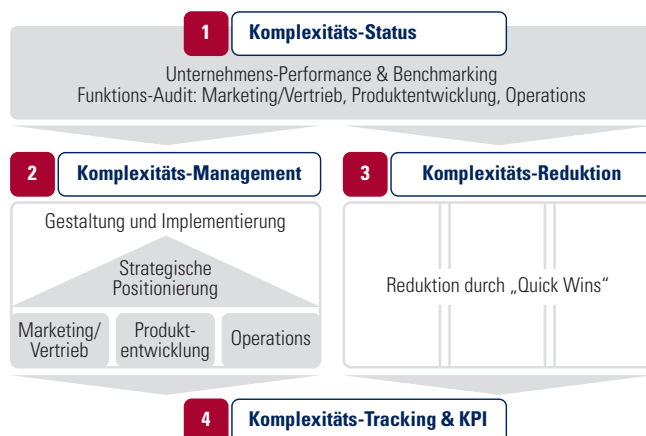 1 Komplexitäts-Status
Unternehmens-Performance & Benchmarking
Funktions-Audit: Marketing/Vertrieb, Produktentwicklung, Operations
2 Komplexitäts-Management
Gestaltung und Implementierung
Strategische
Positionierung
Marketing/
Vertrieb
Produkt-
entwicklung
Operations
3 Komplexitäts-Reduktion
Reduktion durch „Quick Wins“
4 Komplexitäts-Tracking & KPI